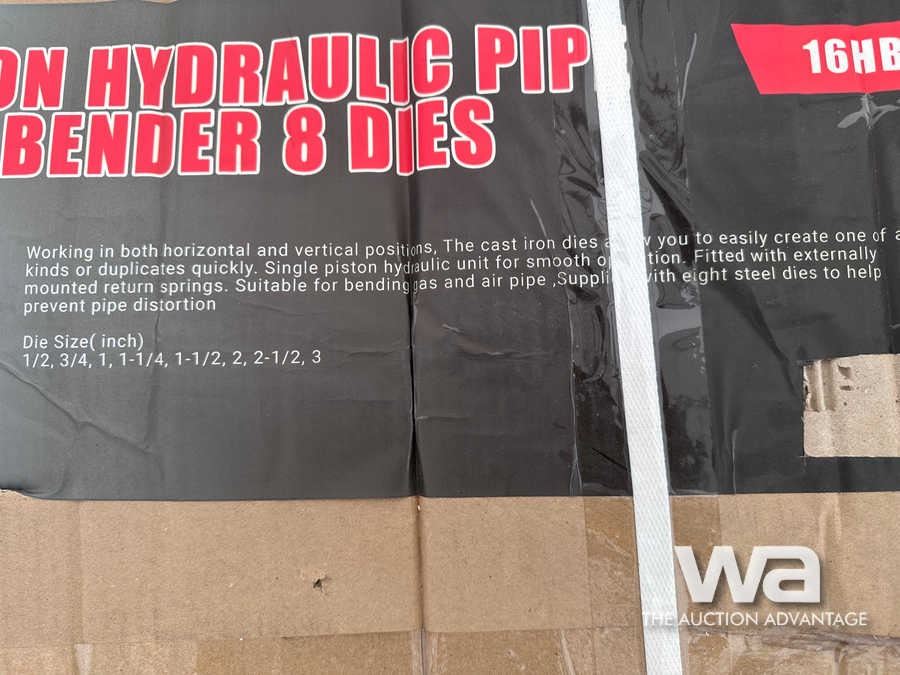 ON HYDRAULIC PIP
BENDER 8 DIES
16HB
Working in both horizontal and vertical positions, The cast iron dies a w you to easily create one of a
kinds or duplicates quickly. Single piston hydraulic unit for smooth op tion. Fitted with externally
mounted return springs. Suitable for bending gas and air pipe ,Suppli with eight steel dies to help
prevent pipe distortion
Die Size( inch)
1/2, 3/4, 1, 1-1/4, 1-1/2, 2, 2-1/2, 3
wa
THE AUCTION ADVANTAGE